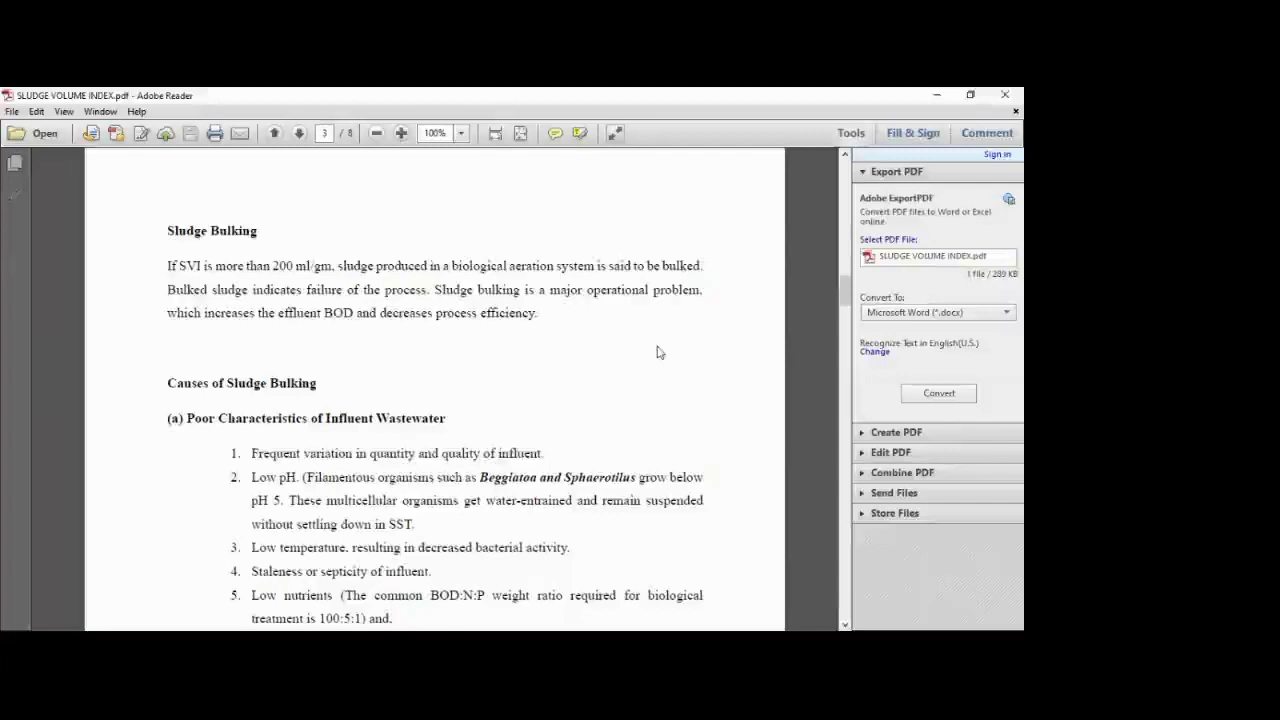 SLUDGE VOLUME INDEX.pdf - Adobe Reader
File Edit View Window Help
Open 3 / 8 100% Tools Fill & Sign Comment
Sign in
Export PDF
Adobe ExportPDF
Convert PDF files to Word or Excel
online.
Select PDF File:
SLUDGE VOLUME INDEX.pdf
1 file / 289 KB
Convert To:
Microsoft Word (*.docx)
Recognize Text in English(U.S.)
Change
Convert
Create PDF
Edit PDF
Combine PDF
Send Files
Store Files
Sludge Bulking
If SVI is more than 200 ml/gm, sludge produced in a biological aeration system is said to be bulked.
Bulked sludge indicates failure of the process. Sludge bulking is a major operational problem,
which increases the effluent BOD and decreases process efficiency.
Causes of Sludge Bulking
(a) Poor Characteristics of Influent Wastewater
1. Frequent variation in quantity and quality of influent.
2. Low pH. (Filamentous organisms such as Beggiatoa and Sphaerotilus grow below
pH 5. These multicellular organisms get water-entrained and remain suspended
without settling down in SST.
3. Low temperature, resulting in decreased bacterial activity.
4. Staleness or septicity of influent.
5. Low nutrients (The common BOD:N:P weight ratio required for biological
treatment is 100:5:1) and.